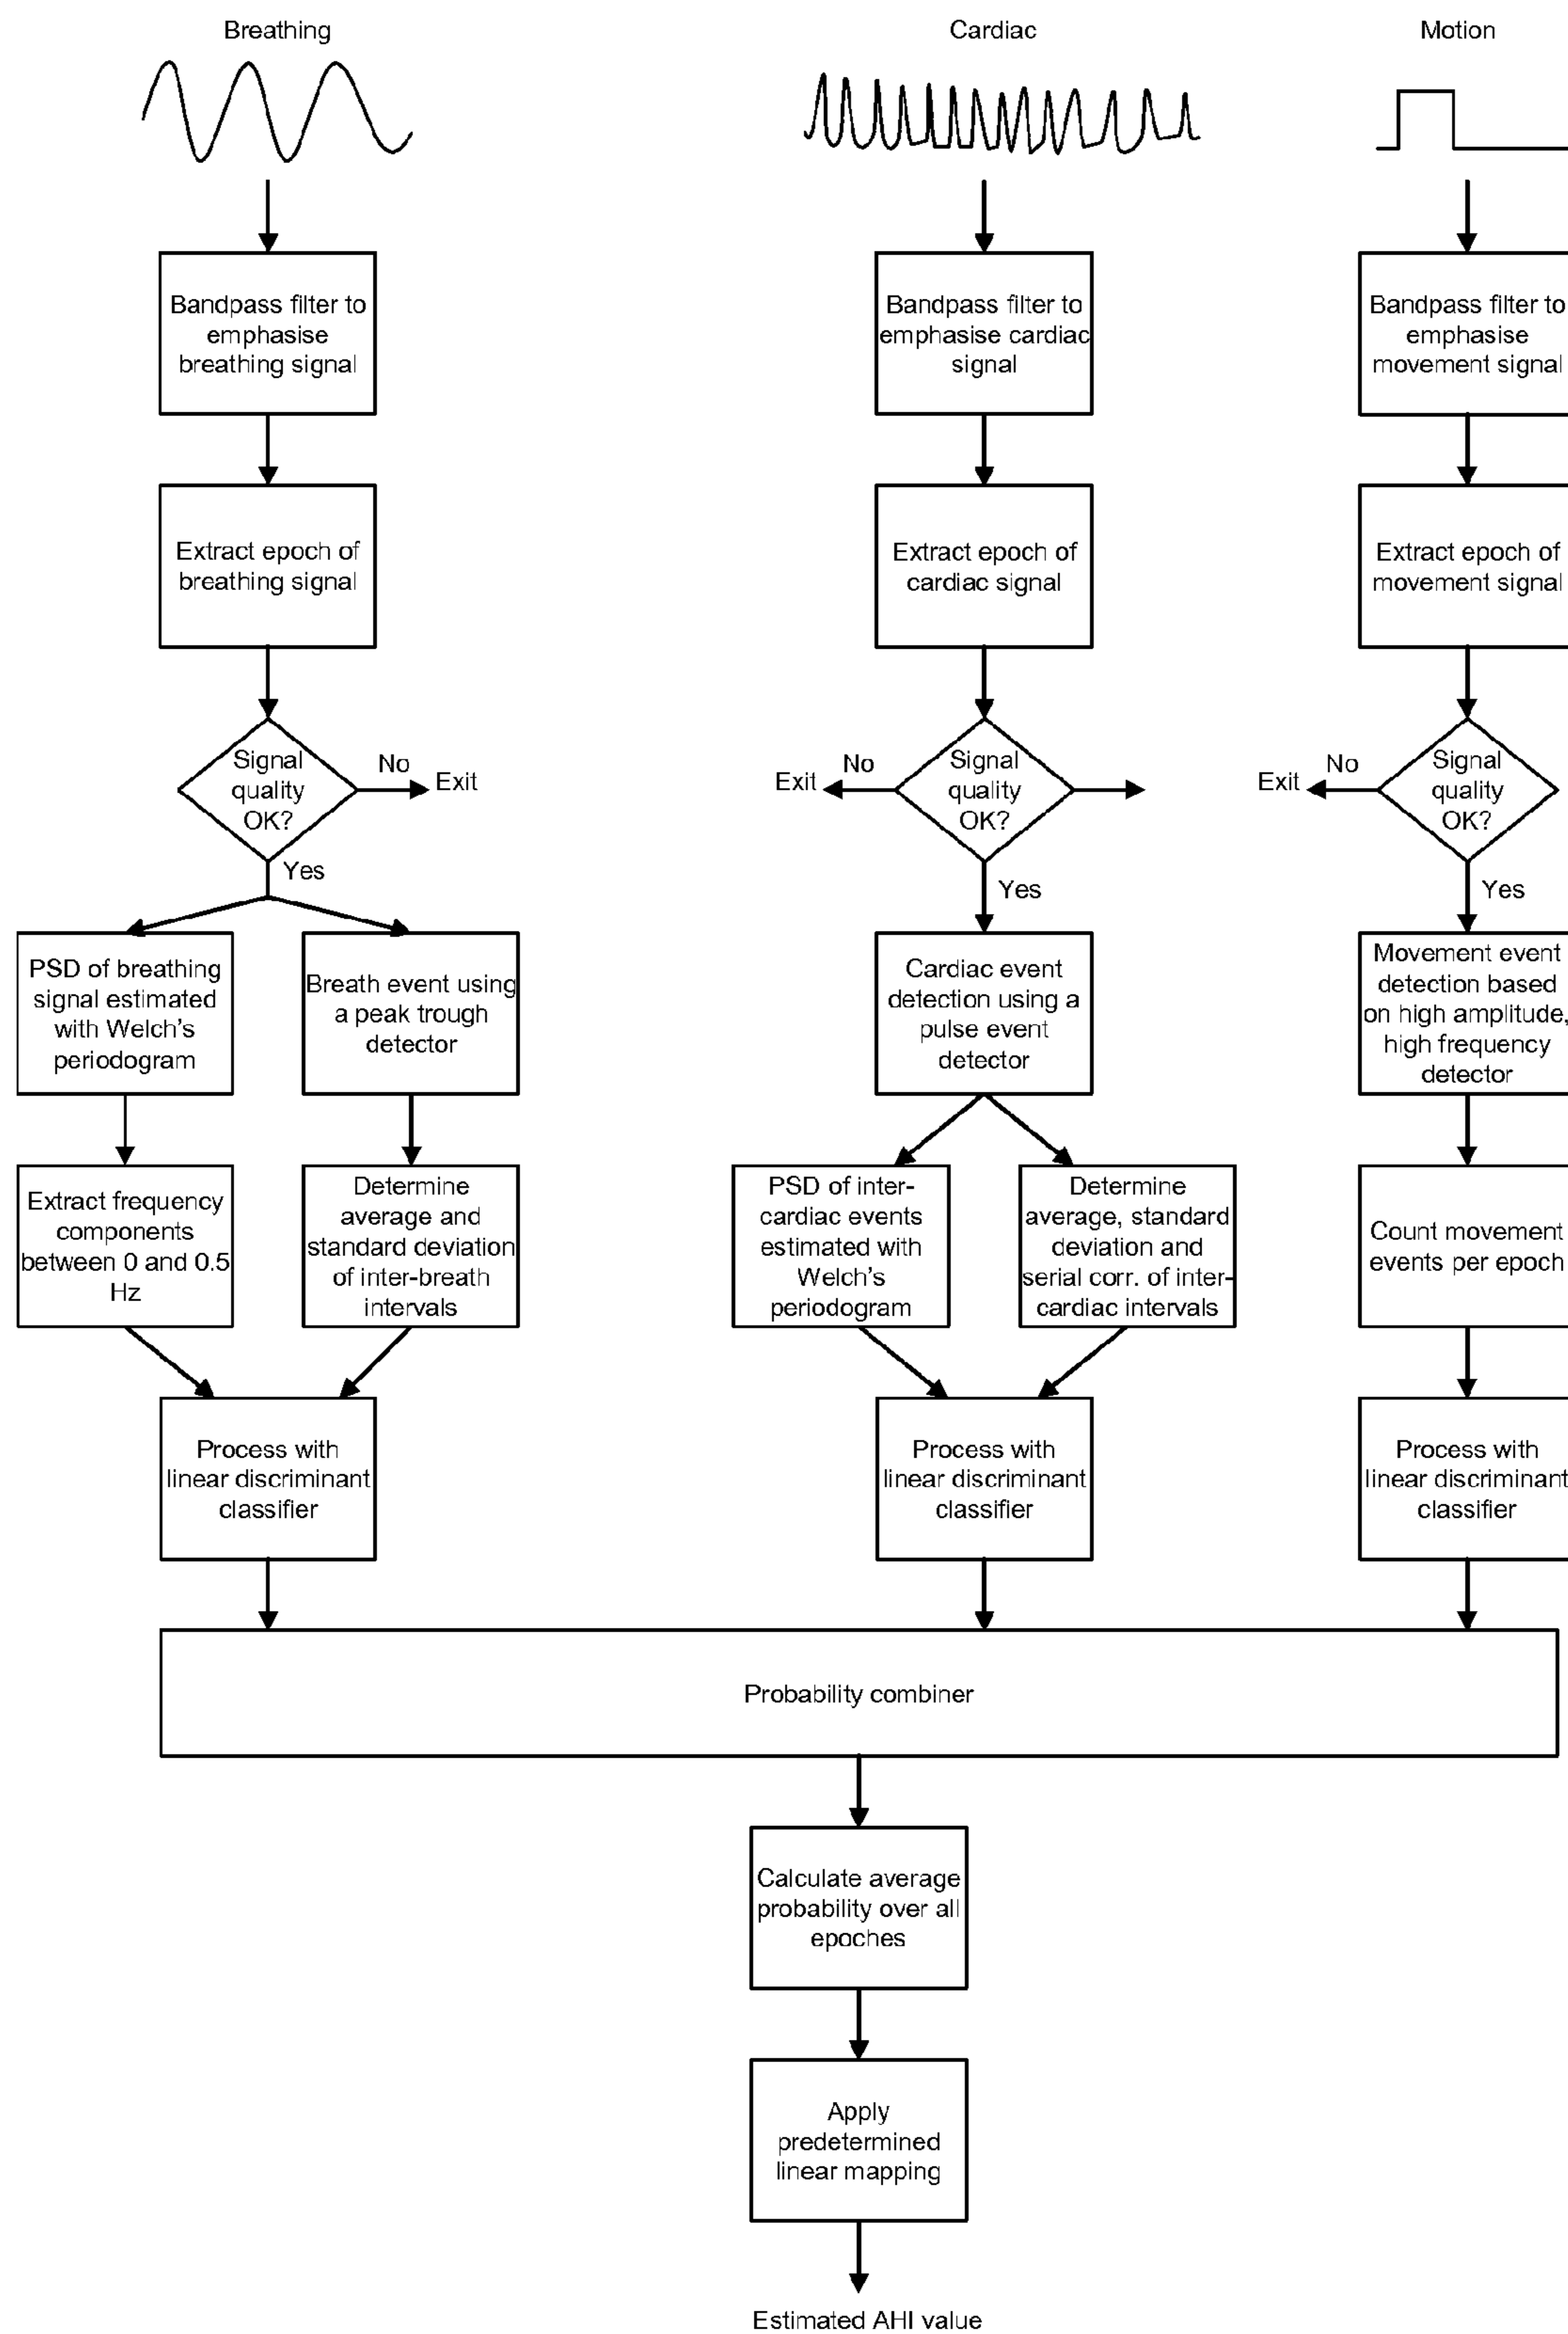 Breathing
Cardiac
Motion
Bandpass filter to
emphasise
breathing signal
Bandpass filter to
emphasise cardiac
signal
Bandpass filter to
emphasise
movement signal
Extract epoch of
breathing signal
Extract epoch of
cardiac signal
Extract epoch of
movement signal
Signal
quality
OK?
No
Exit
Yes
Exit
No
Signal
quality
OK?
Yes
Exit
No
Signal
quality
OK?
Yes
PSD of breathing
signal estimated
with Welch's
periodogram
Breath event using
a peak trough
detector
Cardiac event
detection using a
pulse event
detector
Movement event
detection based
on high amplitude,
high frequency
detector
Extract frequency
components
between 0 and 0.5
Hz
Determine
average and
standard deviation
of inter-breath
intervals
PSD of inter-
cardiac events
estimated with
Welch's
periodogram
Determine
average, standard
deviation and
serial corr. of inter-
cardiac intervals
Count movement
events per epoch
Process with
linear discriminant
classifier
Process with
linear discriminant
classifier
Process with
linear discriminant
classifier
Probability combiner
Calculate average
probability over all
epoches
Apply
predetermined
linear mapping
Estimated AHI value